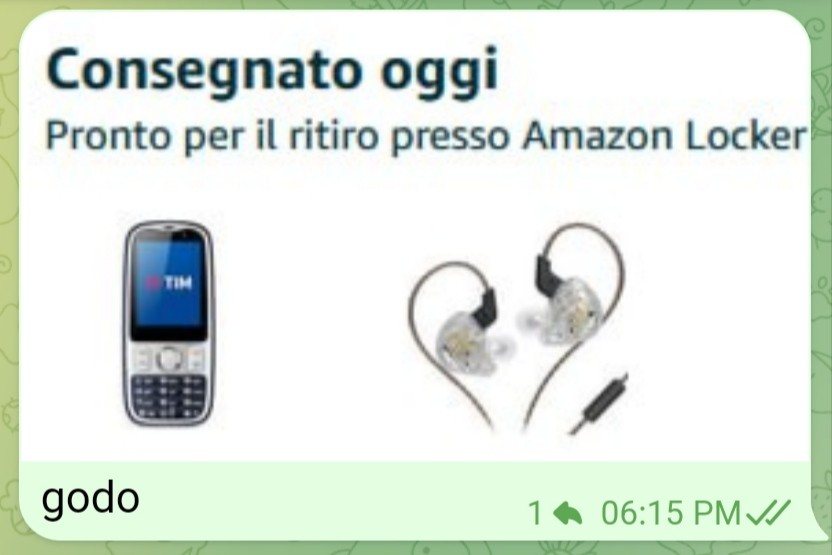 Consegnato oggi
Pronto per il ritiro presso Amazon Locker
TIM
godo
1 06:15 PM